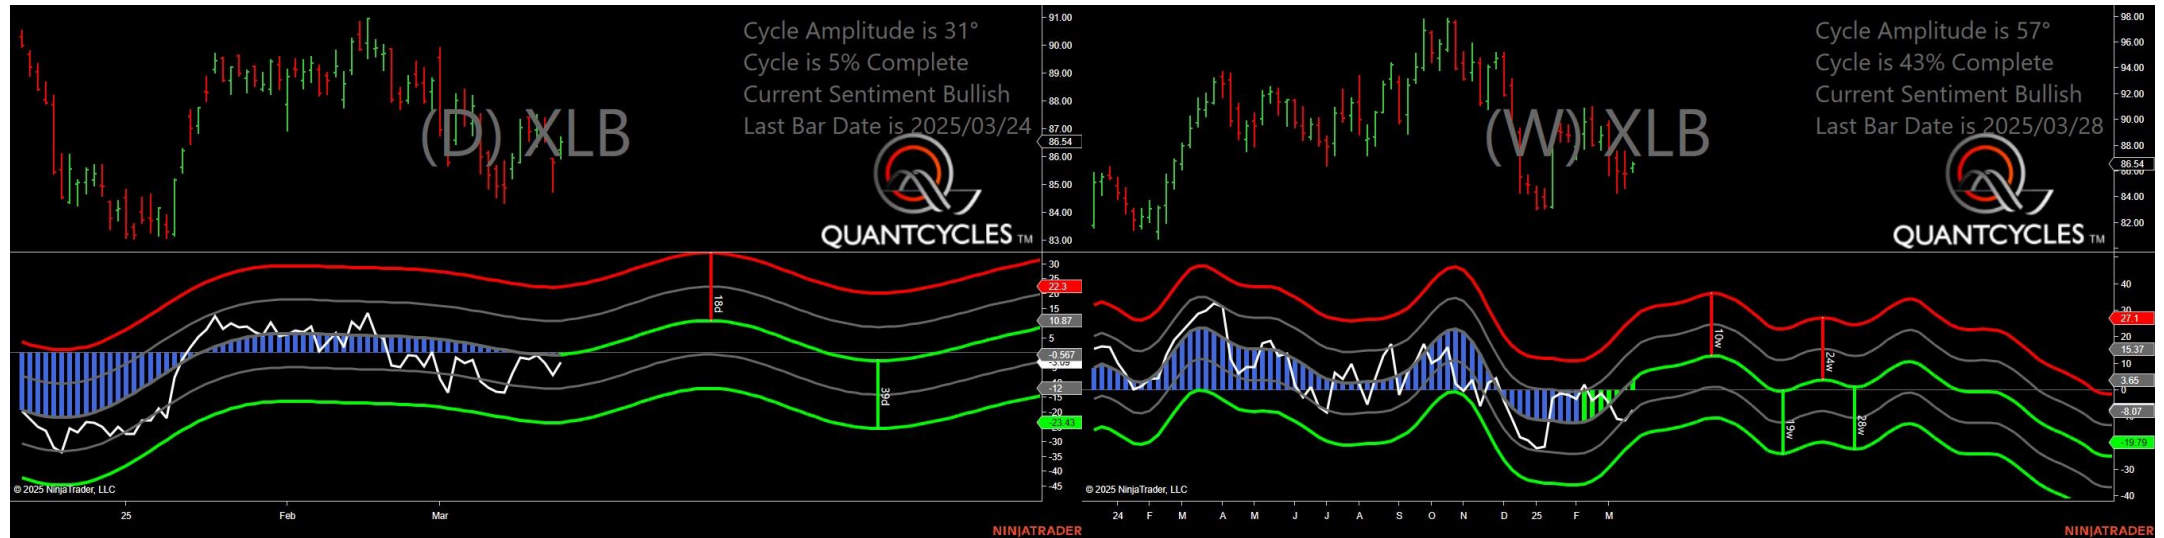 Cycle Amplitude is 31°
Cycle is 5% Complete
Current Sentiment Bullish
Last Bar Date is 2025/03/24
(D) XLB
QUANTCYCLES TM
91.00
90.00
89.00
88.00
87.00
86.54
86.00
85.00
84.00
83.00
30
25
22.3
15
10.87
5
-0.567
-12
-15
-20
-23.43
-30
-35
-40
-45
18d
39d
© 2025 NinjaTrader, LLC
25 Feb Mar
NINJATRADER
Cycle Amplitude is 57°
Cycle is 43% Complete
Current Sentiment Bullish
Last Bar Date is 2025/03/28
(W) XLB
QUANTCYCLES TM
98.00
96.00
94.00
92.00
90.00
88.00
86.54
86.00
84.00
82.00
40
27.1
20
15.37
10
3.65
0
-8.07
-19.79
-30
-40
10w
24w
19w
28w
© 2025 NinjaTrader, LLC
24 F M A M J J A S O N D 25 F M
NINJATRADER